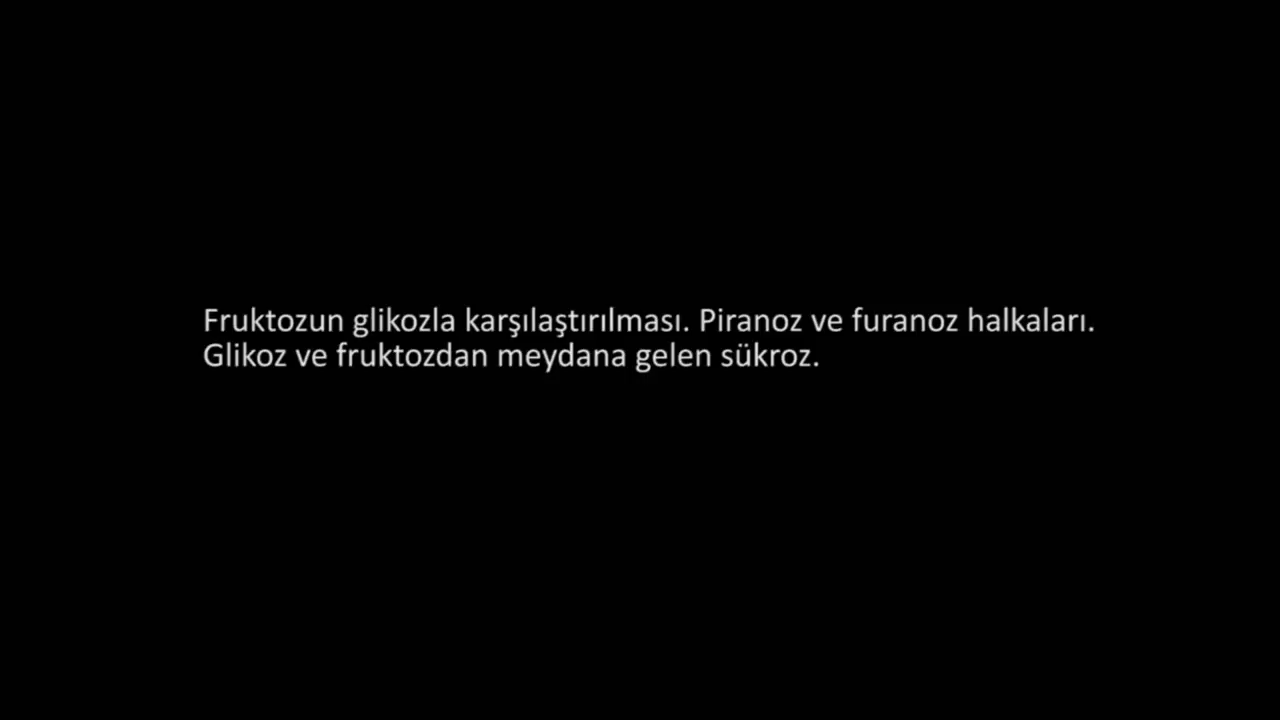 Fruktozun glikozla karşılaştırılması. Piranoz ve furanoz halkaları.
Glikoz ve fruktozdan meydana gelen sükroz.